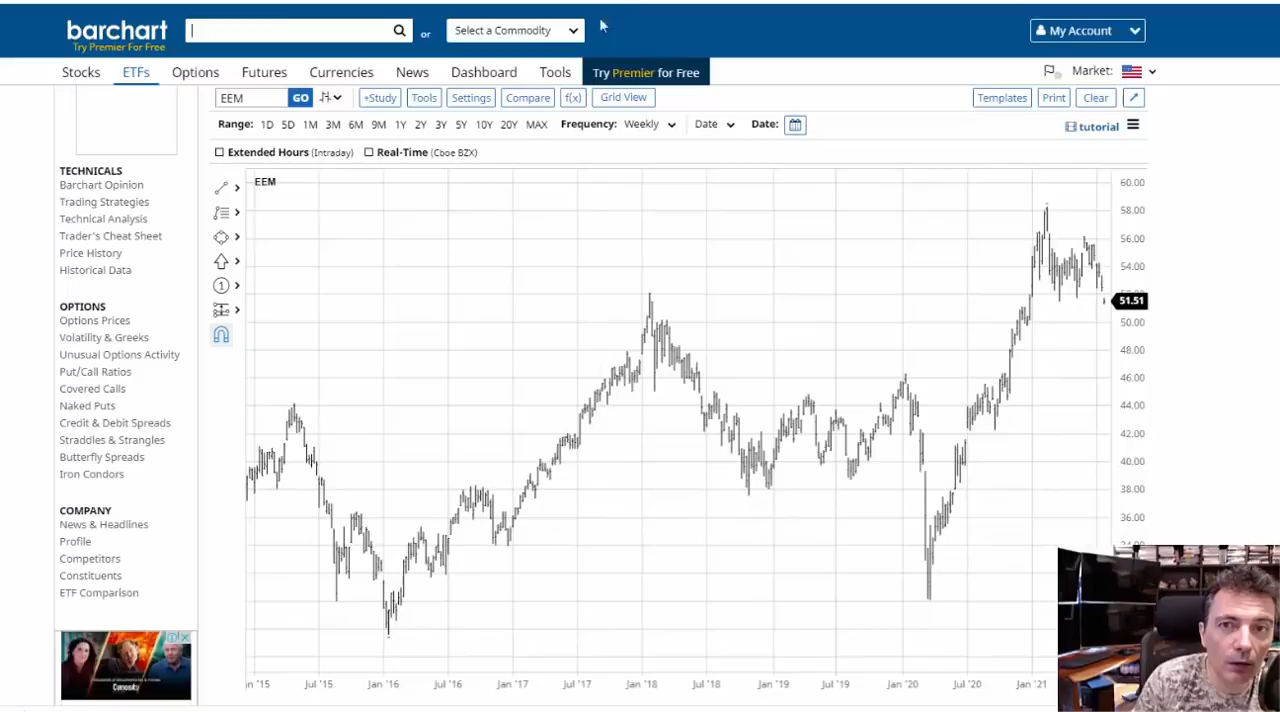 barchart
Try Premier For Free
or
Select a Commodity
My Account
Stocks ETFs Options Futures Currencies News Dashboard Tools Try Premier for Free
Market:
EEM GO +Study Tools Settings Compare f(x) Grid View Templates Print Clear
Range: 1D 5D 1M 3M 6M 9M 1Y 2Y 3Y 5Y 10Y 20Y MAX Frequency: Weekly Date Date: tutorial
Extended Hours (Intraday) Real-Time (Cboe BZX)
TECHNICALS
Barchart Opinion
Trading Strategies
Technical Analysis
Trader's Cheat Sheet
Price History
Historical Data
OPTIONS
Options Prices
Volatility & Greeks
Unusual Options Activity
Put/Call Ratios
Covered Calls
Naked Puts
Credit & Debit Spreads
Straddles & Strangles
Butterfly Spreads
Iron Condors
COMPANY
News & Headlines
Profile
Competitors
Constituents
ETF Comparison
Curiosity
EEM
1
60.00
58.00
56.00
54.00
51.51
50.00
48.00
46.00
44.00
42.00
40.00
38.00
36.00
Jul '15 Jan '16 Jul '16 Jan '17 Jul '17 Jan '18 Jul '18 Jan '19 Jul '19 Jan '20 Jul '20 Jan '21